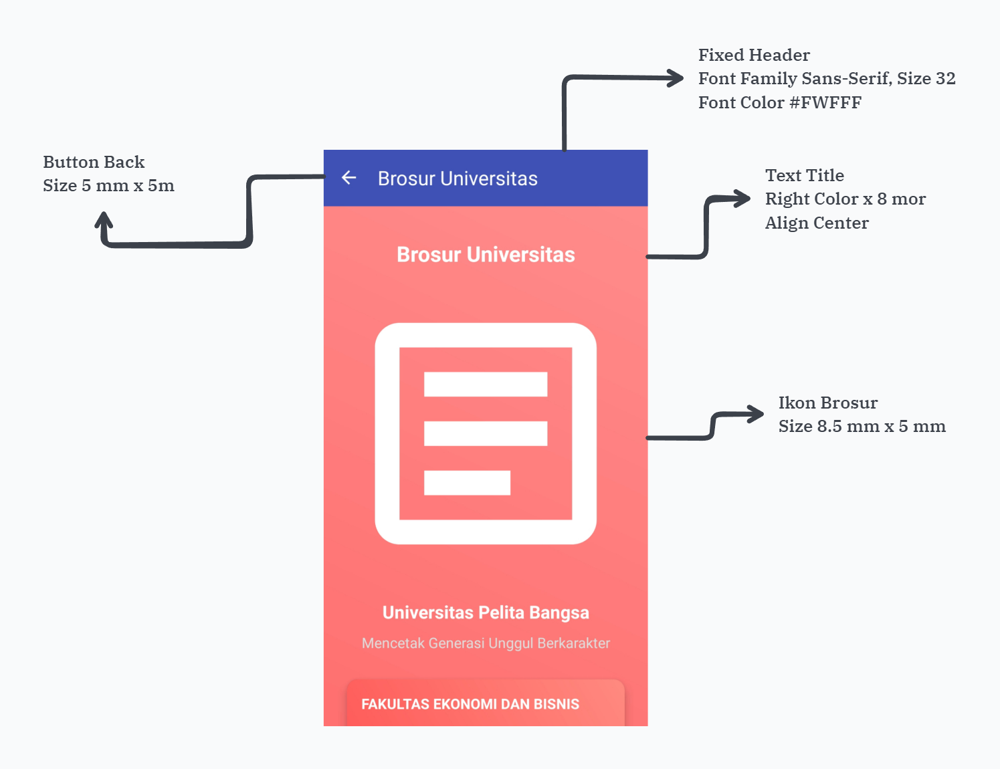 Fixed Header
Font Family Sans-Serif, Size 32
Font Color #FWFFF
Button Back
Size 5 mm x 5m
Text Title
Right Color x 8 mor
Align Center
Brosur Universitas
Brosur Universitas
Ikon Brosur
Size 8.5 mm x 5 mm
Universitas Pelita Bangsa
Mencetak Generasi Unggul Berkarakter
FAKULTAS EKONOMI DAN BISNIS